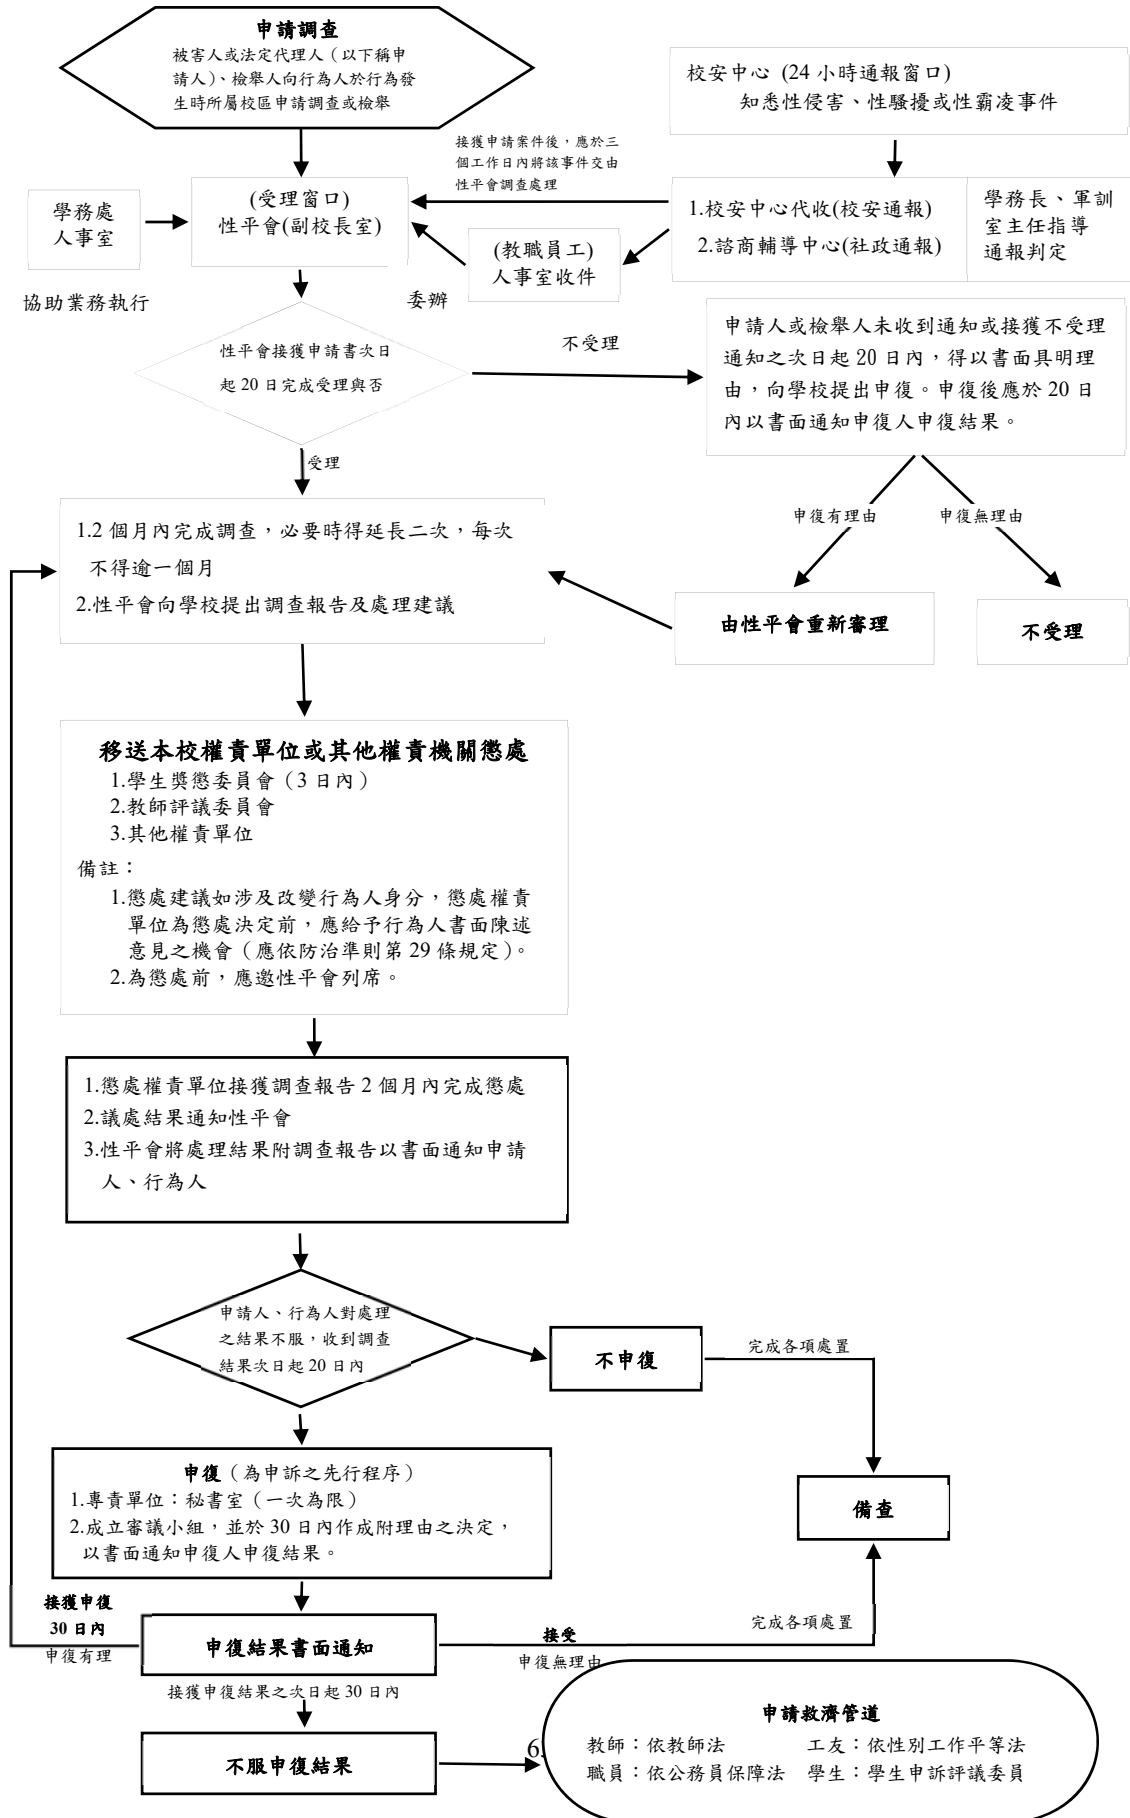 申請調查
被害人或法定代理人（以下稱申
請人）、檢舉人向行為人於行為發
生時所屬校區申請調查或檢舉
校安中心 (24 小時通報窗口)
知悉性侵害、性騷擾或性霸凌事件
接獲申請案件後，應於三
個工作日內將該事件交由
性平會調查處理
學務處
人事室
(受理窗口)
性平會(副校長室)
1.校安中心代收(校安通報)
2.諮商輔導中心(社政通報)
學務長、軍訓
室主任指導
通報判定
(教職員工)
人事室收件
協助業務執行
委辦
性平會接獲申請書次日
起 20 日完成受理與否
不受理
申請人或檢舉人未收到通知或接獲不受理
通知之次日起 20 日內，得以書面具明理
由，向學校提出申復。申復後應於 20 日
內以書面通知申復人申復結果。
受理
申復有理由
申復無理由
1.2 個月內完成調查，必要時得延長二次，每次
不得逾一個月
2.性平會向學校提出調查報告及處理建議
由性平會重新審理
不受理
移送本校權責單位或其他權責機關懲處
1.學生獎懲委員會（3 日內）
2.教師評議委員會
3.其他權責單位
備註：
1.懲處建議如涉及改變行為人身分，懲處權責
單位為懲處決定前，應給予行為人書面陳述
意見之機會（應依防治準則第 29 條規定）。
2.為懲處前，應邀性平會列席。
1.懲處權責單位接獲調查報告 2 個月內完成懲處
2.議處結果通知性平會
3.性平會將處理結果附調查報告以書面通知申請
人、行為人
申請人、行為人對處理
之結果不服，收到調查
結果次日起 20 日內
不申復
完成各項處置
備查
申復（為申訴之先行程序）
1.專責單位：秘書室（一次為限）
2.成立審議小組，並於 30 日內作成附理由之決定，
以書面通知申復人申復結果。
接獲申復
30 日內
申復有理
申復結果書面通知
接受
申復無理由
完成各項處置
接獲申復結果之次日起 30 日內
不服申復結果
6
申請救濟管道
教師：依教師法 工友：依性別工作平等法
職員：依公務員保障法 學生：學生申訴評議委員